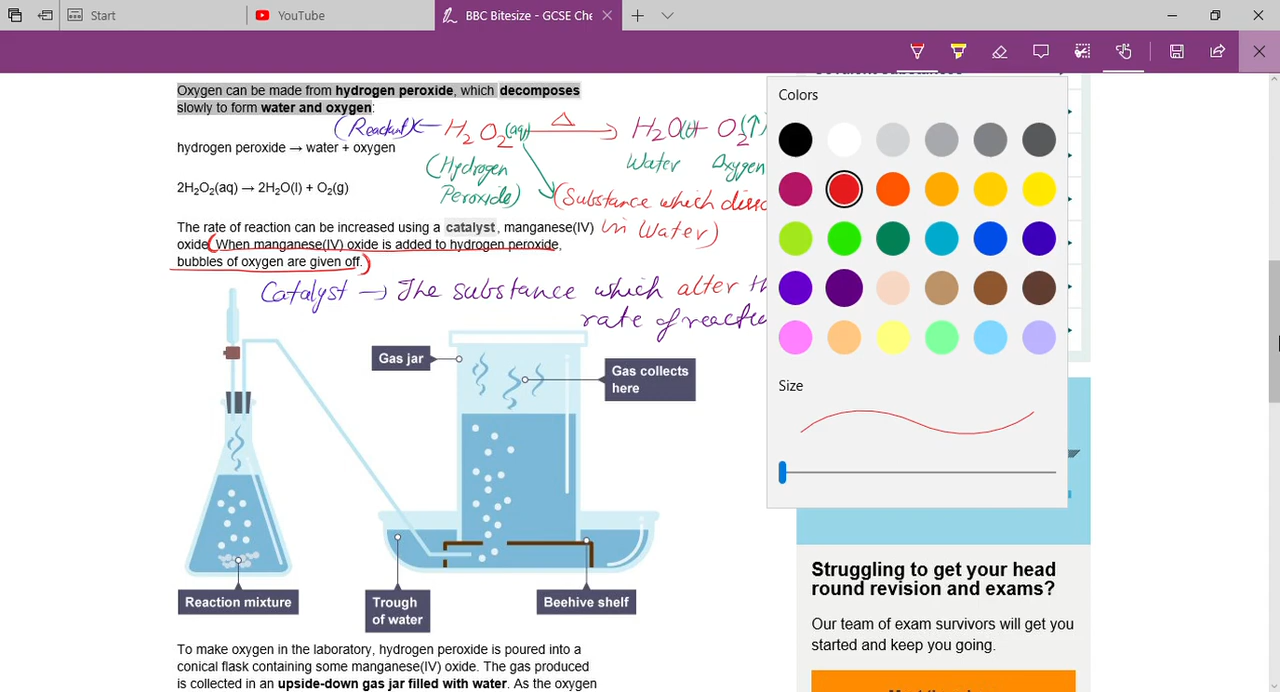 Start
YouTube
BBC Bitesize - GCSE Che
Oxygen can be made from hydrogen peroxide, which decomposes
slowly to form water and oxygen:
(Reactant) ← H2O2(aq) Δ → H2O(l) + O2(↑)
hydrogen peroxide → water + oxygen
(Hydrogen
Peroxide)
Water Oxygen
2H₂O₂(aq) → 2H₂O(l) + O₂(g)
(Substance which
in Water)
The rate of reaction can be increased using a catalyst, manganese(IV)
oxide. When manganese(IV) oxide is added to hydrogen peroxide,
bubbles of oxygen are given off.
Catalyst → The substance which alter
rate of
Gas jar
Gas collects
here
Reaction mixture
Trough
of water
Beehive shelf
To make oxygen in the laboratory, hydrogen peroxide is poured into a
conical flask containing some manganese(IV) oxide. The gas produced
is collected in an upside-down gas jar filled with water. As the oxygen
Colors
Size
Struggling to get your head
round revision and exams?
Our team of exam survivors will get you
started and keep you going.